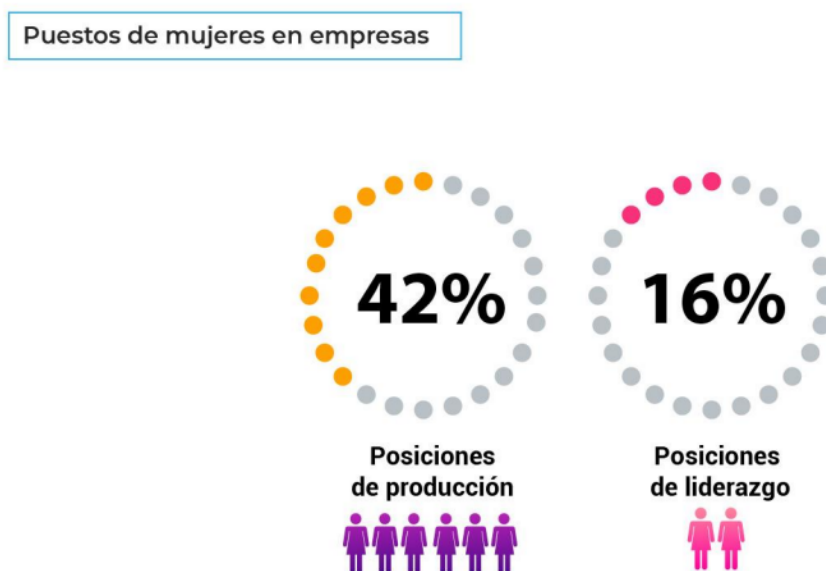 Puestos de mujeres en empresas
42%
16%
Posiciones
de producción
Posiciones
de liderazgo